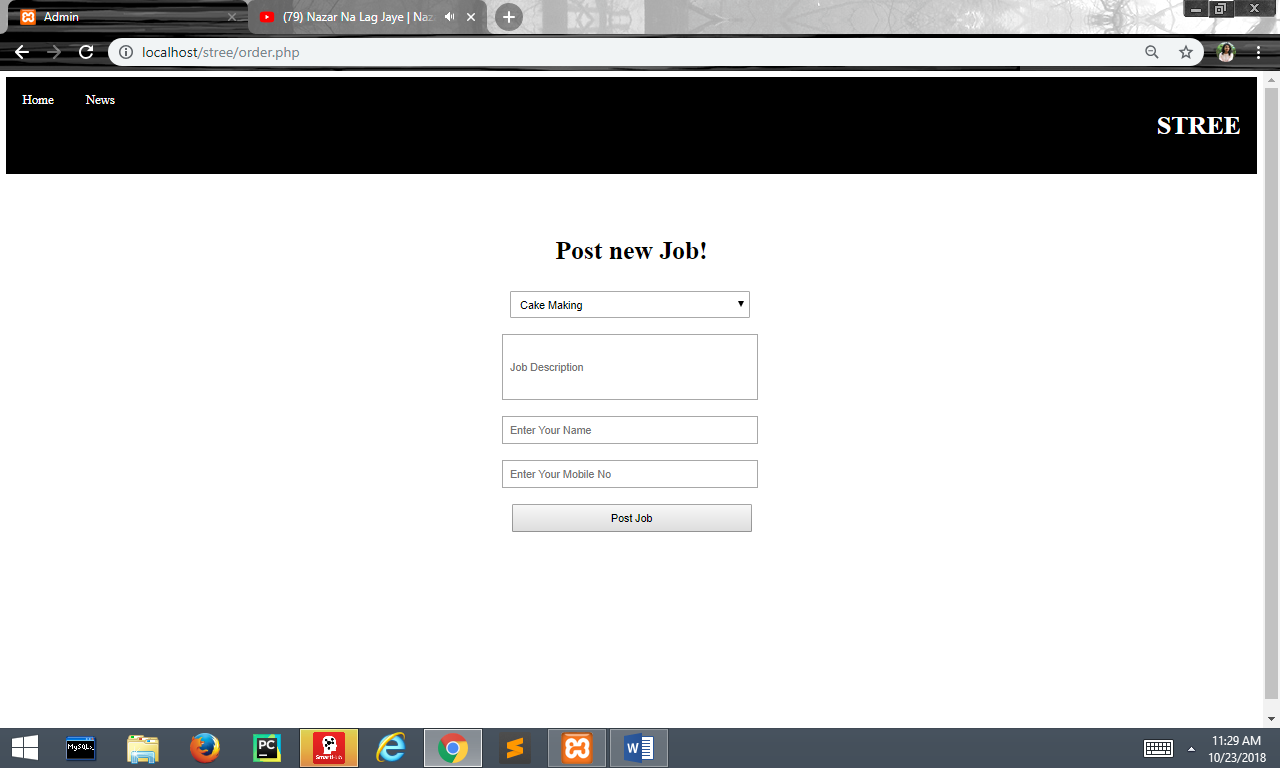 Admin
(79) Nazar Na Lag Jaye | Naz
localhost/stree/order.php
Home News
STREE
Post new Job!
Cake Making
Job Description
Enter Your Name
Enter Your Mobile No
Post Job
MySQL
PC
W
11:29 AM
10/23/2018